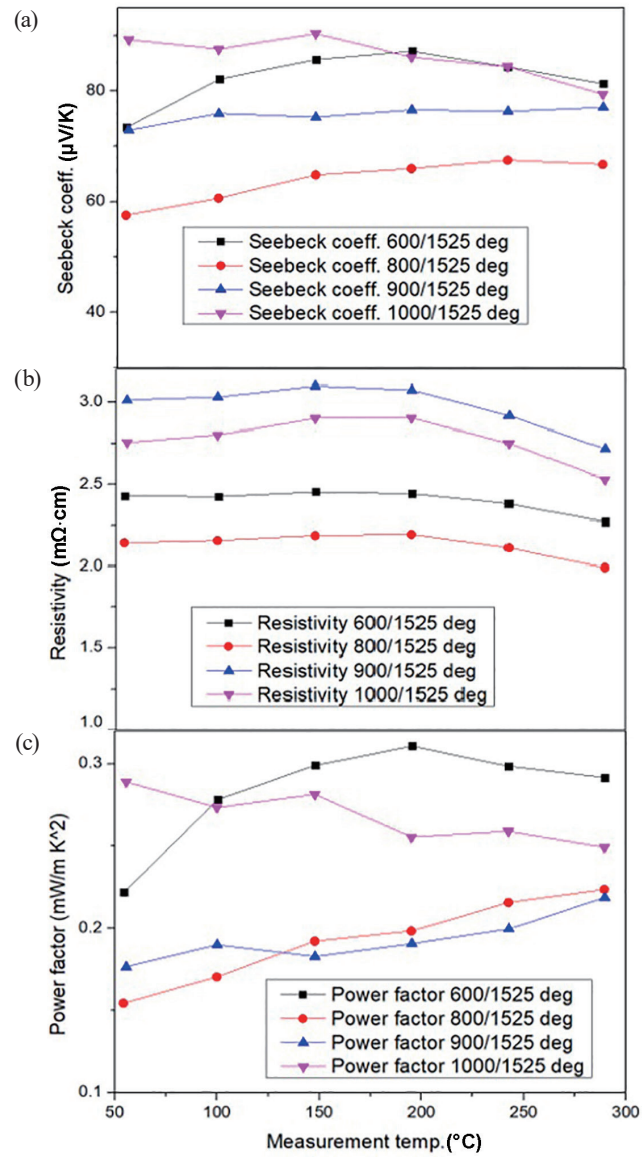 (a)
80
60
40
Seebeck coeff. (μV/K)
Seebeck coeff. 600/1525 deg
Seebeck coeff. 800/1525 deg
Seebeck coeff. 900/1525 deg
Seebeck coeff. 1000/1525 deg
(b)
3.0
2.5
2.0
1.5
1.0
Resistivity (mΩ·cm)
Resistivity 600/1525 deg
Resistivity 800/1525 deg
Resistivity 900/1525 deg
Resistivity 1000/1525 deg
(c)
0.3
0.2
0.1
Power factor (mW/m K^2)
Power factor 600/1525 deg
Power factor 800/1525 deg
Power factor 900/1525 deg
Power factor 1000/1525 deg
50 100 150 200 250 300
Measurement temp.(°C)